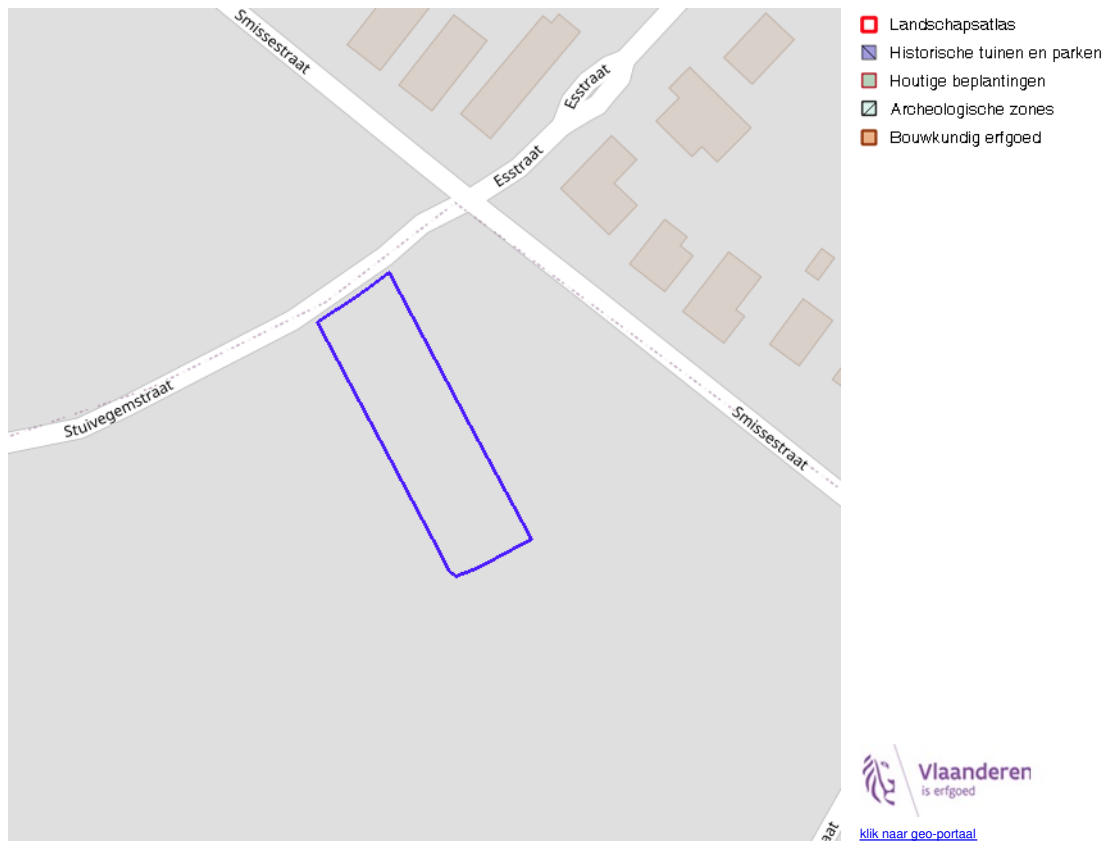 Smissestraat
Esstraat
Esstraat
Stuivegemstraat
Smissestraat
aat
Landschapsatlas
Historische tuinen en parken
Houtige beplantingen
Archeologische zones
Bouwkundig erfgoed
Vlaanderen
is erfgoed
klik naar geo-portaal